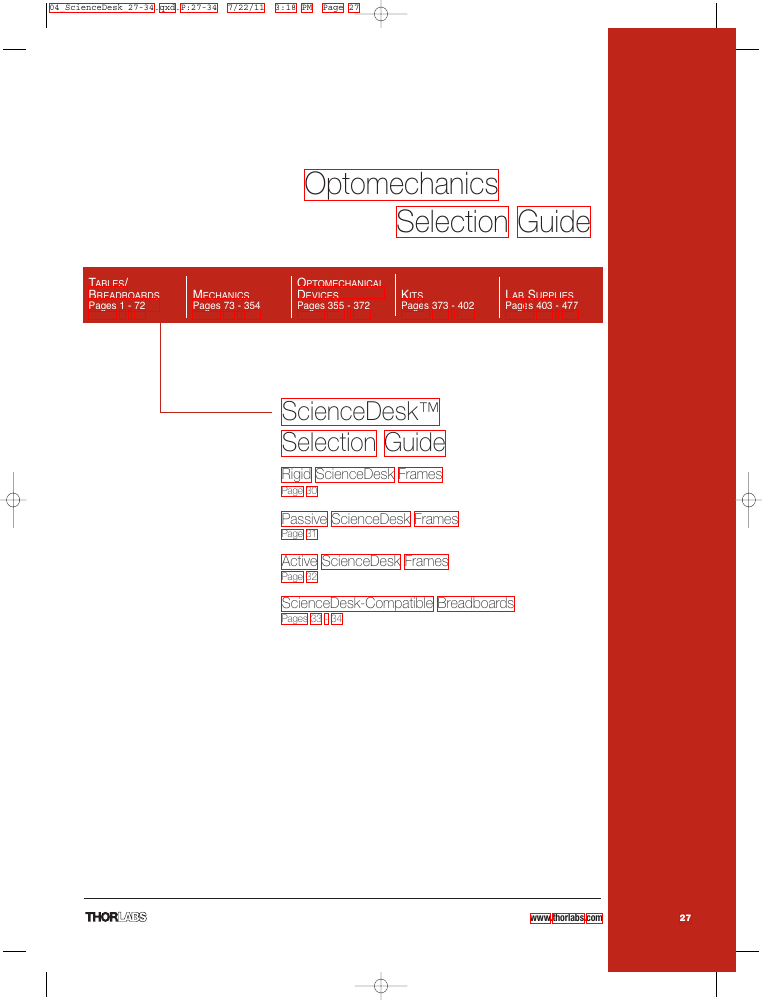 04 ScienceDesk 27-34.qxd.P:27-34 7/22/11 3:18 PM Page 27
Optomechanics
Selection Guide
TABLES/
BREADBOARDS
Pages 1 - 72
MECHANICS
Pages 73 - 354
OPTOMECHANICAL
DEVICES
Pages 355 - 372
KITS
Pages 373 - 402
LAB SUPPLIES
Pages 403 - 477
ScienceDesk™
Selection Guide
Rigid ScienceDesk Frames
Page 30
Passive ScienceDesk Frames
Page 31
Active ScienceDesk Frames
Page 32
ScienceDesk-Compatible Breadboards
Pages 33 - 34
THORLABS
www.thorlabs.com
27